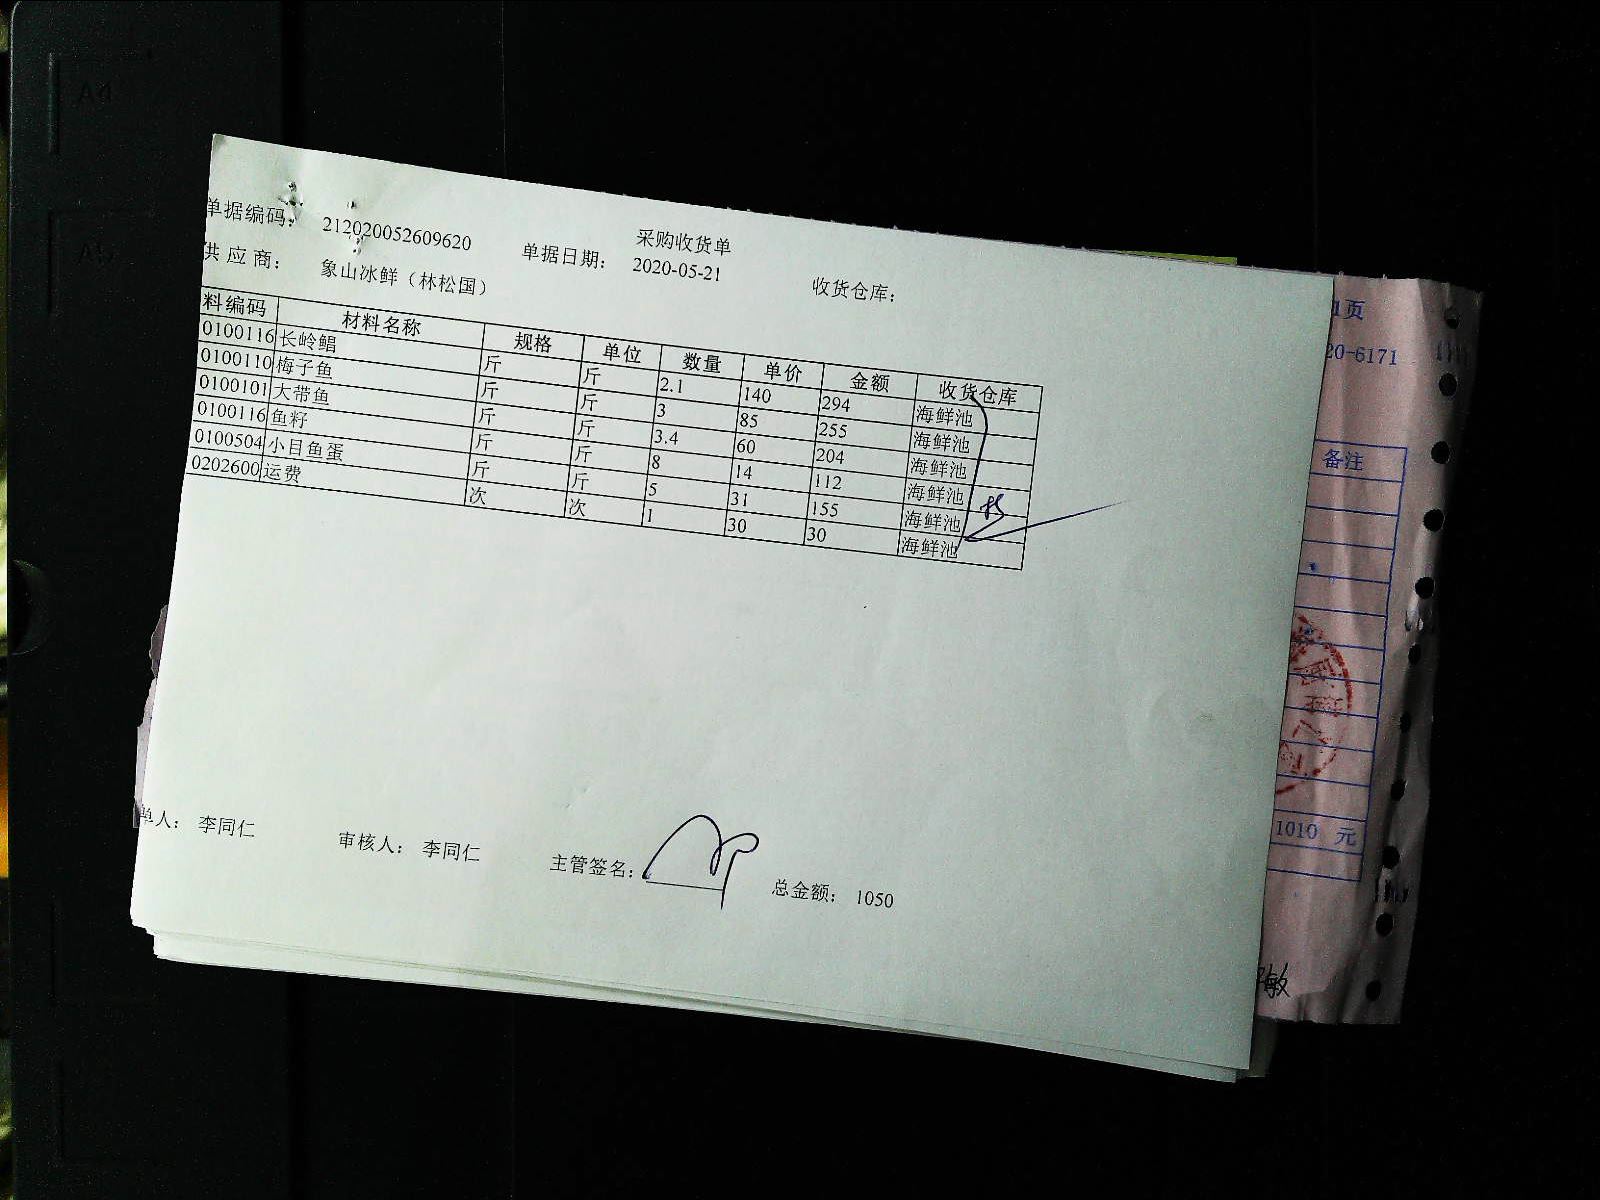 采购收货单
单据编码: 212020052609620 单据日期: 2020-05-21 收货仓库:
供应商: 象山冰鲜（林松国）
料编码 材料名称 规格 单位 数量 单价 金额 收货仓库
0100116 长岭鲳 斤 斤 2.1 140 294 海鲜池
0100110 梅子鱼 斤 斤 3 85 255 海鲜池
0100101 大带鱼 斤 斤 3.4 60 204 海鲜池
0100116 鱼籽 斤 斤 8 14 112 海鲜池
0100504 小目鱼蛋 斤 斤 5 31 155 海鲜池
0202600 运费 次 次 1 30 30 海鲜池
单人: 李同仁 审核人: 李同仁 主管签名: 总金额: 1050
1页
20-6171
备注
1010 元
敏
A4
A5